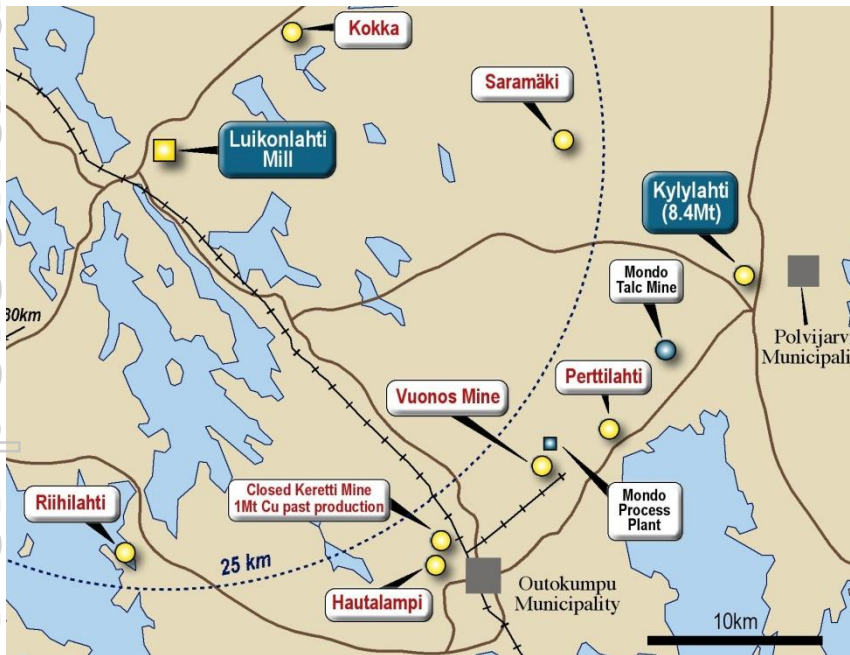 Kokka
Saramäki
Luikonlahti
Mill
Kylylahti
(8.4Mt)
Mondo
Talc Mine
Polvijarv
Municipali
30km
Perttilahti
Vuonos Mine
Closed Keretti Mine
1Mt Cu past production
Riihilahti
Mondo
Process
Plant
25 km
Hautalampi
Outokumpu
Municipality
10km